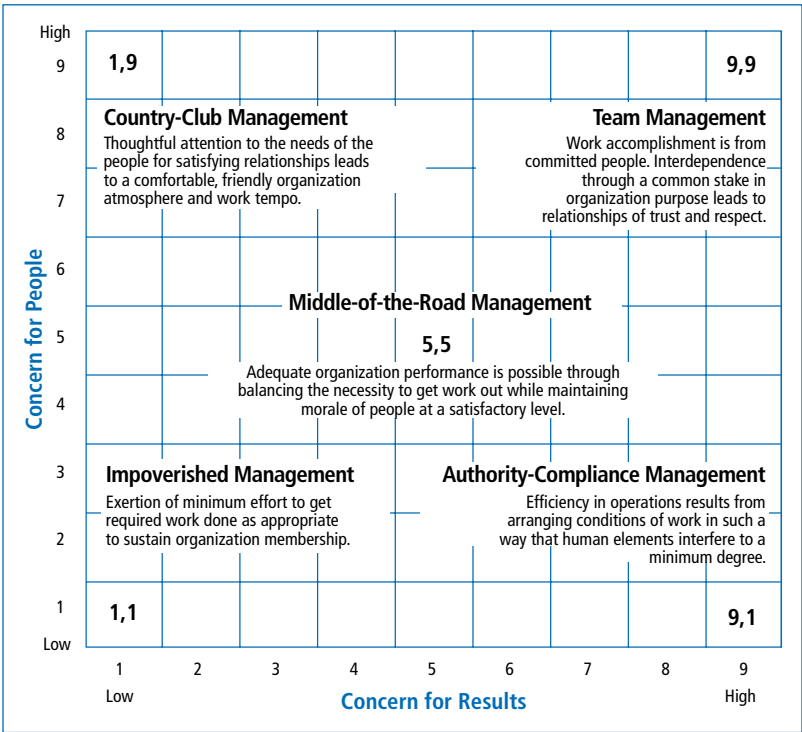 High
9
1,9
9,9
Country-Club Management
Thoughtful attention to the needs of the
people for satisfying relationships leads
to a comfortable, friendly organization
atmosphere and work tempo.
Team Management
Work accomplishment is from
committed people. Interdependence
through a common stake in
organization purpose leads to
relationships of trust and respect.
8
7
6
Concern for People
Middle-of-the-Road Management
5
5,5
Adequate organization performance is possible through
balancing the necessity to get work out while maintaining
morale of people at a satisfactory level.
4
3
Impoverished Management
Exertion of minimum effort to get
required work done as appropriate
to sustain organization membership.
Authority-Compliance Management
Efficiency in operations results from
arranging conditions of work in such a
way that human elements interfere to a
minimum degree.
2
1
1,1
9,1
Low
1 2 3 4 5 6 7 8 9
Low
High
Concern for Results